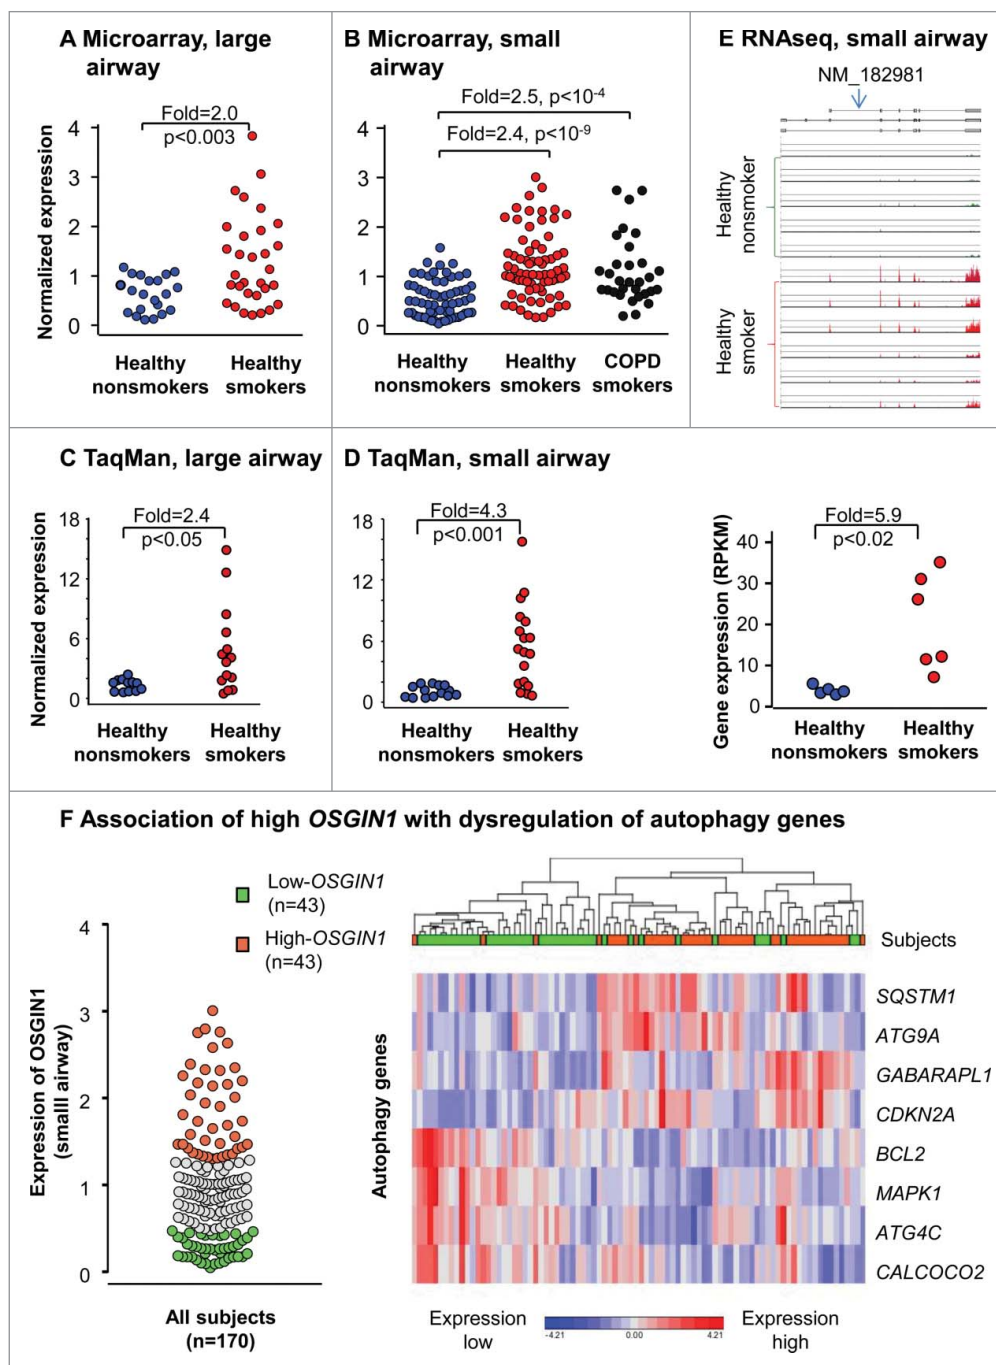 A Microarray, large
airway
Fold=2.0
p<0.003
4
3
2
1
0
Normalized expression
Healthy
nonsmokers
Healthy
smokers
B Microarray, small
airway
Fold=2.5, p<10⁻⁴
Fold=2.4, p<10⁻⁹
4
3
2
1
0
Healthy
nonsmokers
Healthy
smokers
COPD
smokers
E RNAseq, small airway
NM_182981
Healthy
nonsmoker
Healthy
smoker
C TaqMan, large airway
Fold=2.4
p<0.05
18
12
6
0
Normalized expression
Healthy
nonsmokers
Healthy
smokers
D TaqMan, small airway
Fold=4.3
p<0.001
18
12
6
0
Healthy
nonsmokers
Healthy
smokers
Fold=5.9
p<0.02
40
30
20
10
0
Gene expression (RPKM)
Healthy
nonsmokers
Healthy
smokers
F Association of high OSGIN1 with dysregulation of autophagy genes
Low-OSGIN1
(n=43)
High-OSGIN1
(n=43)
4
3
2
1
0
Expression of OSGIN1
(smalll airway)
All subjects
(n=170)
Subjects
Autophagy genes
SQSTM1
ATG9A
GABARAPL1
CDKN2A
BCL2
MAPK1
ATG4C
CALCOCO2
Expression
low
-4.21
0.00
4.21
Expression
high